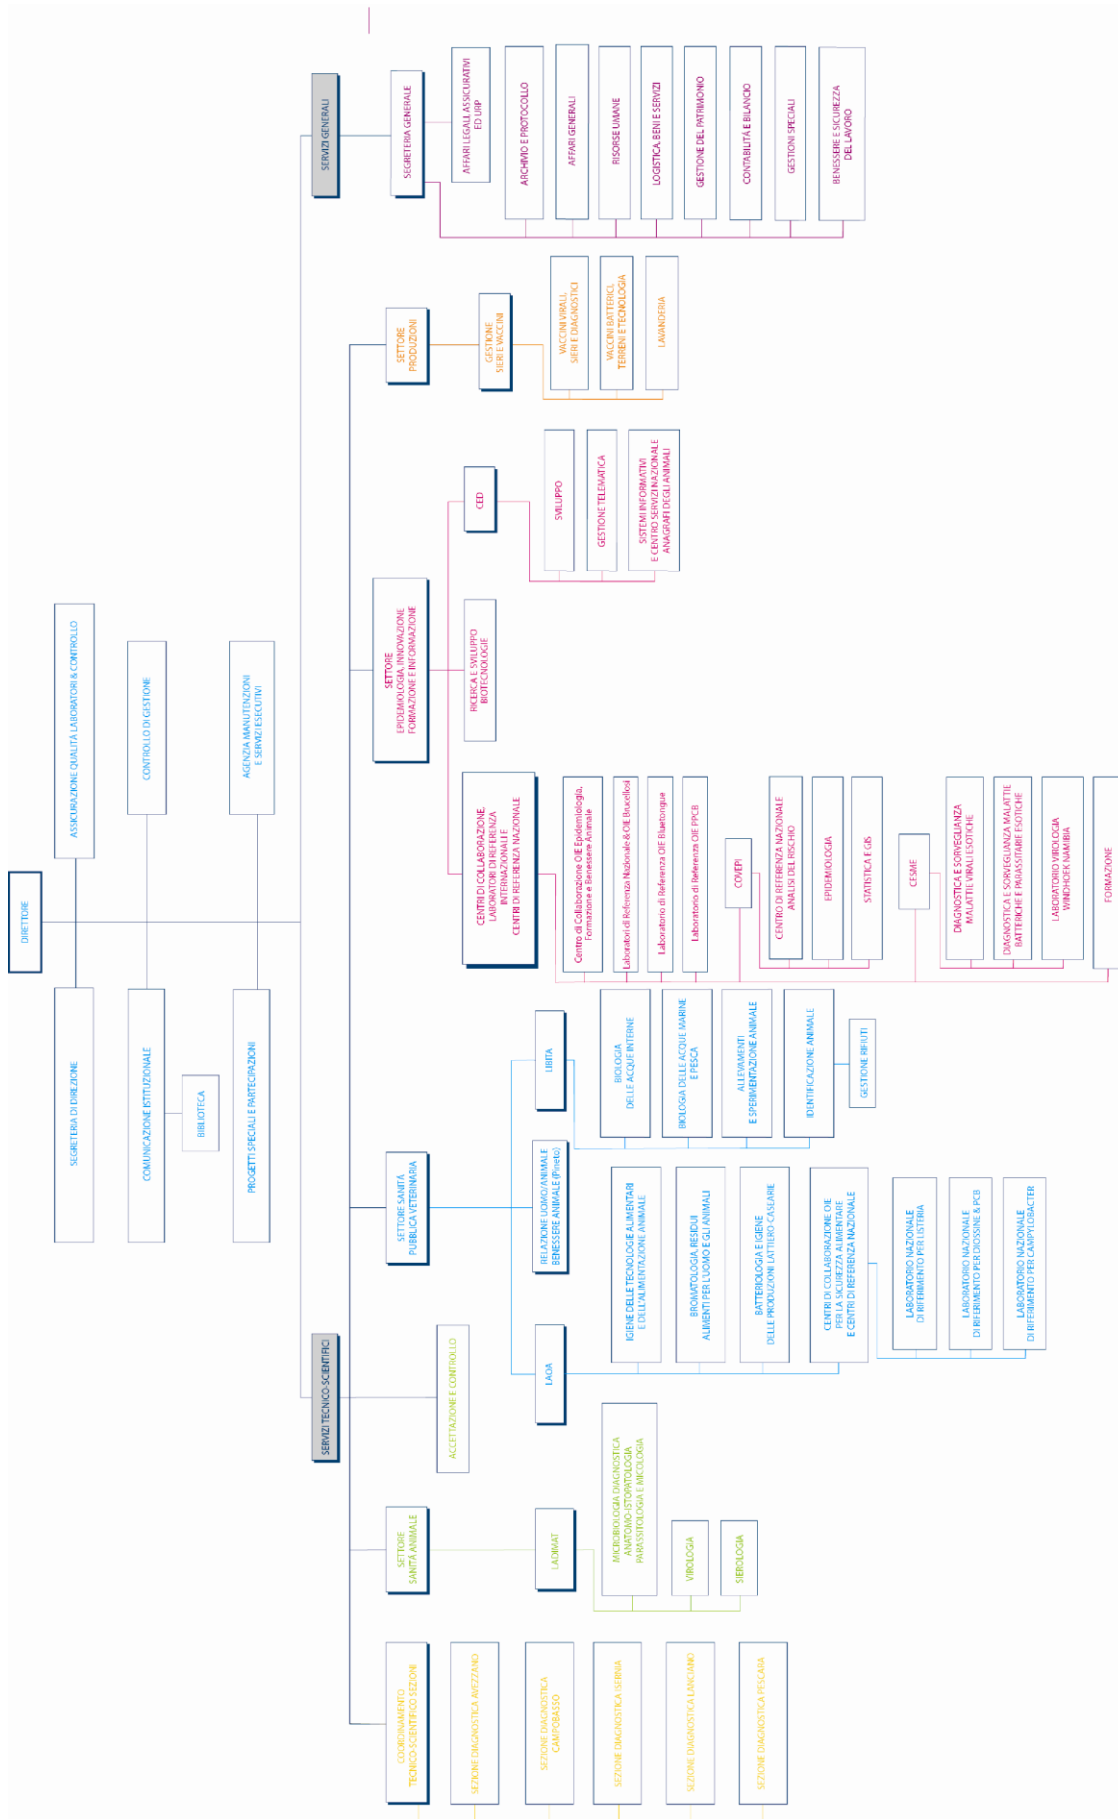 DIRETTORE
SEGRETERIA DI DIREZIONE
ASSICURAZIONE QUALITÀ LABORATORI & CONTROLLO
COMUNICAZIONE ISTITUZIONALE
CONTROLLO DI GESTIONE
BIBLIOTECA
PROGETTI SPECIALI E PARTECIPAZIONI
AGENZIA MANUTENZIONI
E SERVIZI ESECUTIVI
SERVIZI TECNICO-SCIENTIFICI
SERVIZI GENERALI
COORDINAMENTO
TECNICO-SCIENTIFICO SEZIONI
SEZIONE DIAGNOSTICA AVEZZANO
SEZIONE DIAGNOSTICA
CAMPOBASSO
SEZIONE DIAGNOSTICA ISERNIA
SEZIONE DIAGNOSTICA LANCIANO
SEZIONE DIAGNOSTICA PESCARA
SETTORE
SANITÀ ANIMALE
LADIMAT
MICROBIOLOGIA DIAGNOSTICA
ANATOMO-ISTOPATOLOGIA
PARASSITOLOGIA E MICOLOGIA
VIROLOGIA
SIEROLOGIA
ACCETTAZIONE E CONTROLLO
SETTORE SANITÀ
PUBBLICA VETERINARIA
LAOA
IGIENE DELLE TECNOLOGIE ALIMENTARI
E DELL'ALIMENTAZIONE ANIMALE
BROMATOLOGIA, RESIDUI
ALIMENTI PER L'UOMO E GLI ANIMALI
BATTERIOLOGIA E IGIENE
DELLE PRODUZIONI LATTIERO-CASEARIE
CENTRI DI COLLABORAZIONE OIE
PER LA SICUREZZA ALIMENTARE
E CENTRI DI REFERENZA NAZIONALE
LABORATORIO NAZIONALE
DI RIFERIMENTO PER LISTERIA
LABORATORIO NAZIONALE
DI RIFERIMENTO PER DIOSSINE & PCB
LABORATORIO NAZIONALE
DI RIFERIMENTO PER CAMPYLOBACTER
RELAZIONE UOMO/ANIMALE
BENESSERE ANIMALE (Pineto)
LIBITA
BIOLOGIA
DELLE ACQUE INTERNE
BIOLOGIA DELLE ACQUE MARINE
E PESCA
ALLEVAMENTI
E SPERIMENTAZIONE ANIMALE
IDENTIFICAZIONE ANIMALE
GESTIONE RIFIUTI
SETTORE
EPIDEMIOLOGIA, INNOVAZIONE
FORMAZIONE E INFORMAZIONE
CENTRI DI COLLABORAZIONE,
LABORATORI DI REFERENZA
INTERNAZIONALI E
CENTRI DI REFERENZA NAZIONALE
Centro di Collaborazione OIE Epidemiologia,
Formazione e Benessere Animale
Laboratori di Referenza Nazionale & OIE Brucellosi
Laboratorio di Referenza OIE Bluetongue
Laboratorio di Referenza OIE PPCB
COVEPI
CENTRO DI REFERENZA NAZIONALE
ANALISI DEL RISCHIO
EPIDEMIOLOGIA
STATISTICA E GIS
CESME
DIAGNOSTICA E SORVEGLIANZA
MALATTIE VIRALI ESOTICHE
DIAGNOSTICA E SORVEGLIANZA MALATTIE
BATTERICHE E PARASSITARIE ESOTICHE
LABORATORIO VIROLOGIA
WINDHOEK NAMIBIA
FORMAZIONE
RICERCA E SVILUPPO
BIOTECNOLOGIE
CED
SVILUPPO
GESTIONE TELEMATICA
SISTEMI INFORMATIVI
E CENTRO SERVIZI NAZIONALE
ANAGRAFI DEGLI ANIMALI
SETTORE
PRODUZIONI
GESTIONE
SIERI E VACCINI
VACCINI VIRALI,
SIERI E DIAGNOSTICI
VACCINI BATTERICI,
TERRENI E TECNOLOGIA
LAVANDERIA
SEGRETERIA GENERALE
AFFARI LEGALI, ASSICURATIVI
ED URP
ARCHIVIO E PROTOCOLLO
AFFARI GENERALI
RISORSE UMANE
LOGISTICA, BENI E SERVIZI
GESTIONE DEL PATRIMONIO
CONTABILITÀ E BILANCIO
GESTIONI SPECIALI
BENESSERE E SICUREZZA
DEL LAVORO